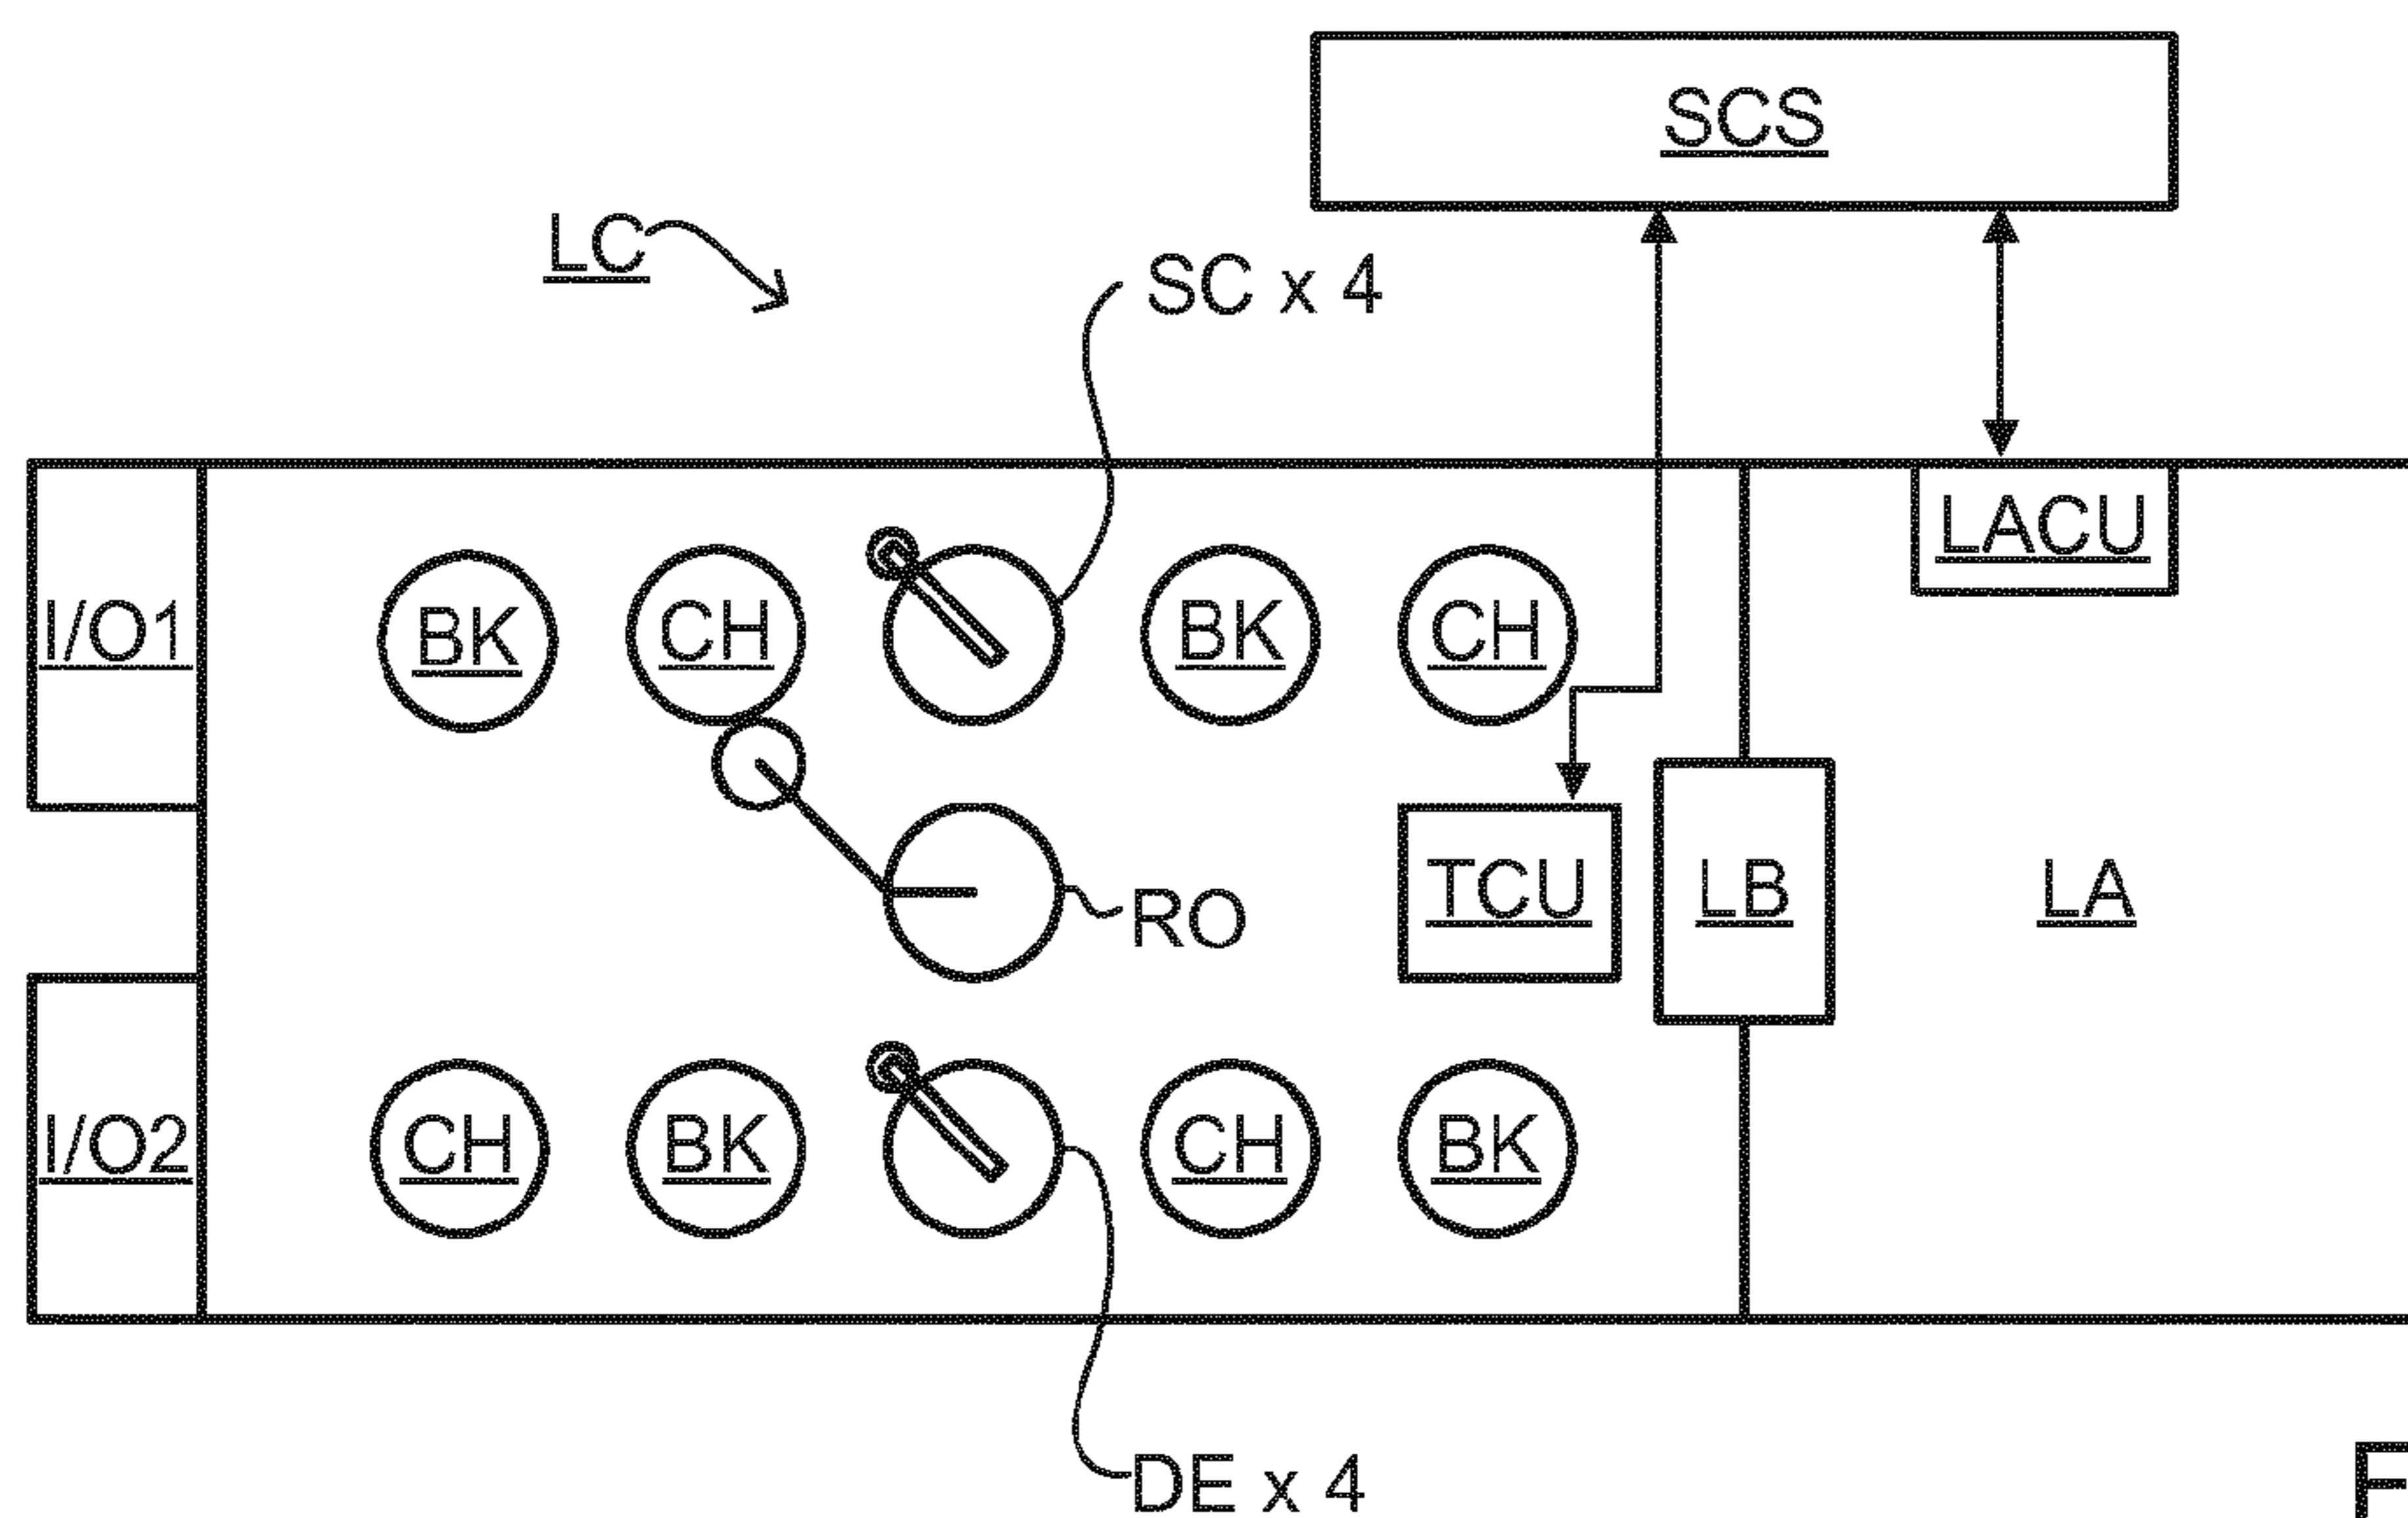 SCS
LC
SC x 4
LACU
I/O1
BK
CH
BK
CH
RO
TCU
LB
LA
I/O2
CH
BK
CH
BK
DE x 4
F